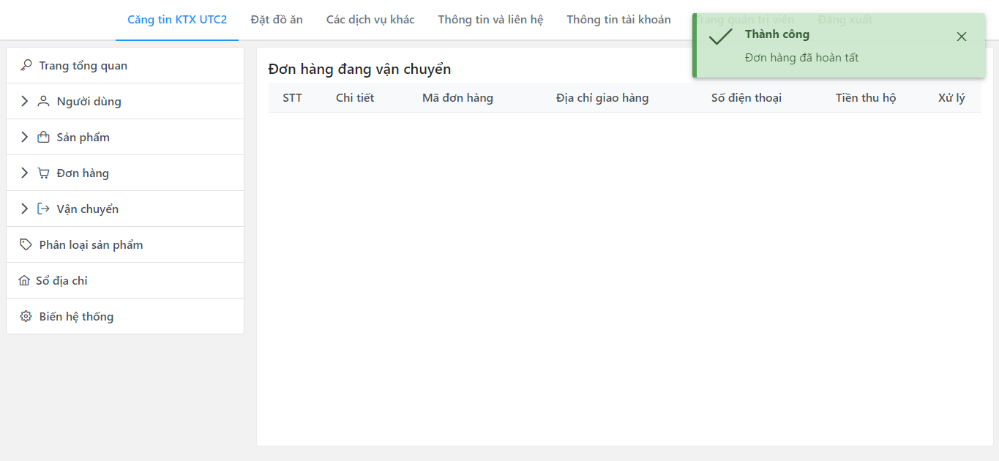 Căng tin KTX UTC2
Đặt đồ ăn
Các dịch vụ khác
Thông tin và liên hệ
Thông tin tài khoản
Trang quản trị viên
Đăng xuất
Thành công
Đơn hàng đã hoàn tất
Trang tổng quan
Người dùng
Sản phẩm
Đơn hàng
Vận chuyển
Phân loại sản phẩm
Sổ địa chỉ
Biến hệ thống
Đơn hàng đang vận chuyển
STT
Chi tiết
Mã đơn hàng
Địa chỉ giao hàng
Số điện thoại
Tiền thu hộ
Xử lý